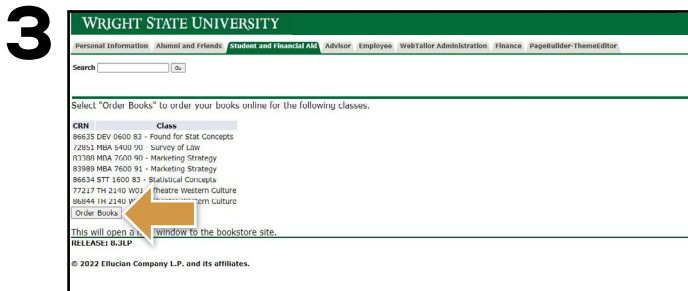 3
WRIGHT STATE UNIVERSITY
Personal Information Alumni and Friends Student and Financial Aid Advisor Employee WebTailor Administration Finance PageBuilder-ThemeEditor
Search Go
Select "Order Books" to order your books online for the following classes.
CRN Class
86635 DEV 0600 83 - Found for Stat Concepts
72851 MBA 5400 90 - Survey of Law
83388 MBA 7600 90 - Marketing Strategy
83989 MBA 7600 91 - Marketing Strategy
86634 STT 1600 83 - Statistical Concepts
77217 TH 2140 W01 Theatre Western Culture
86844 TH 2140 Theatre Western Culture
Order Books
This will open a window to the bookstore site.
RELEASE: 8.3LP
© 2022 Ellucian Company L.P. and its affiliates.